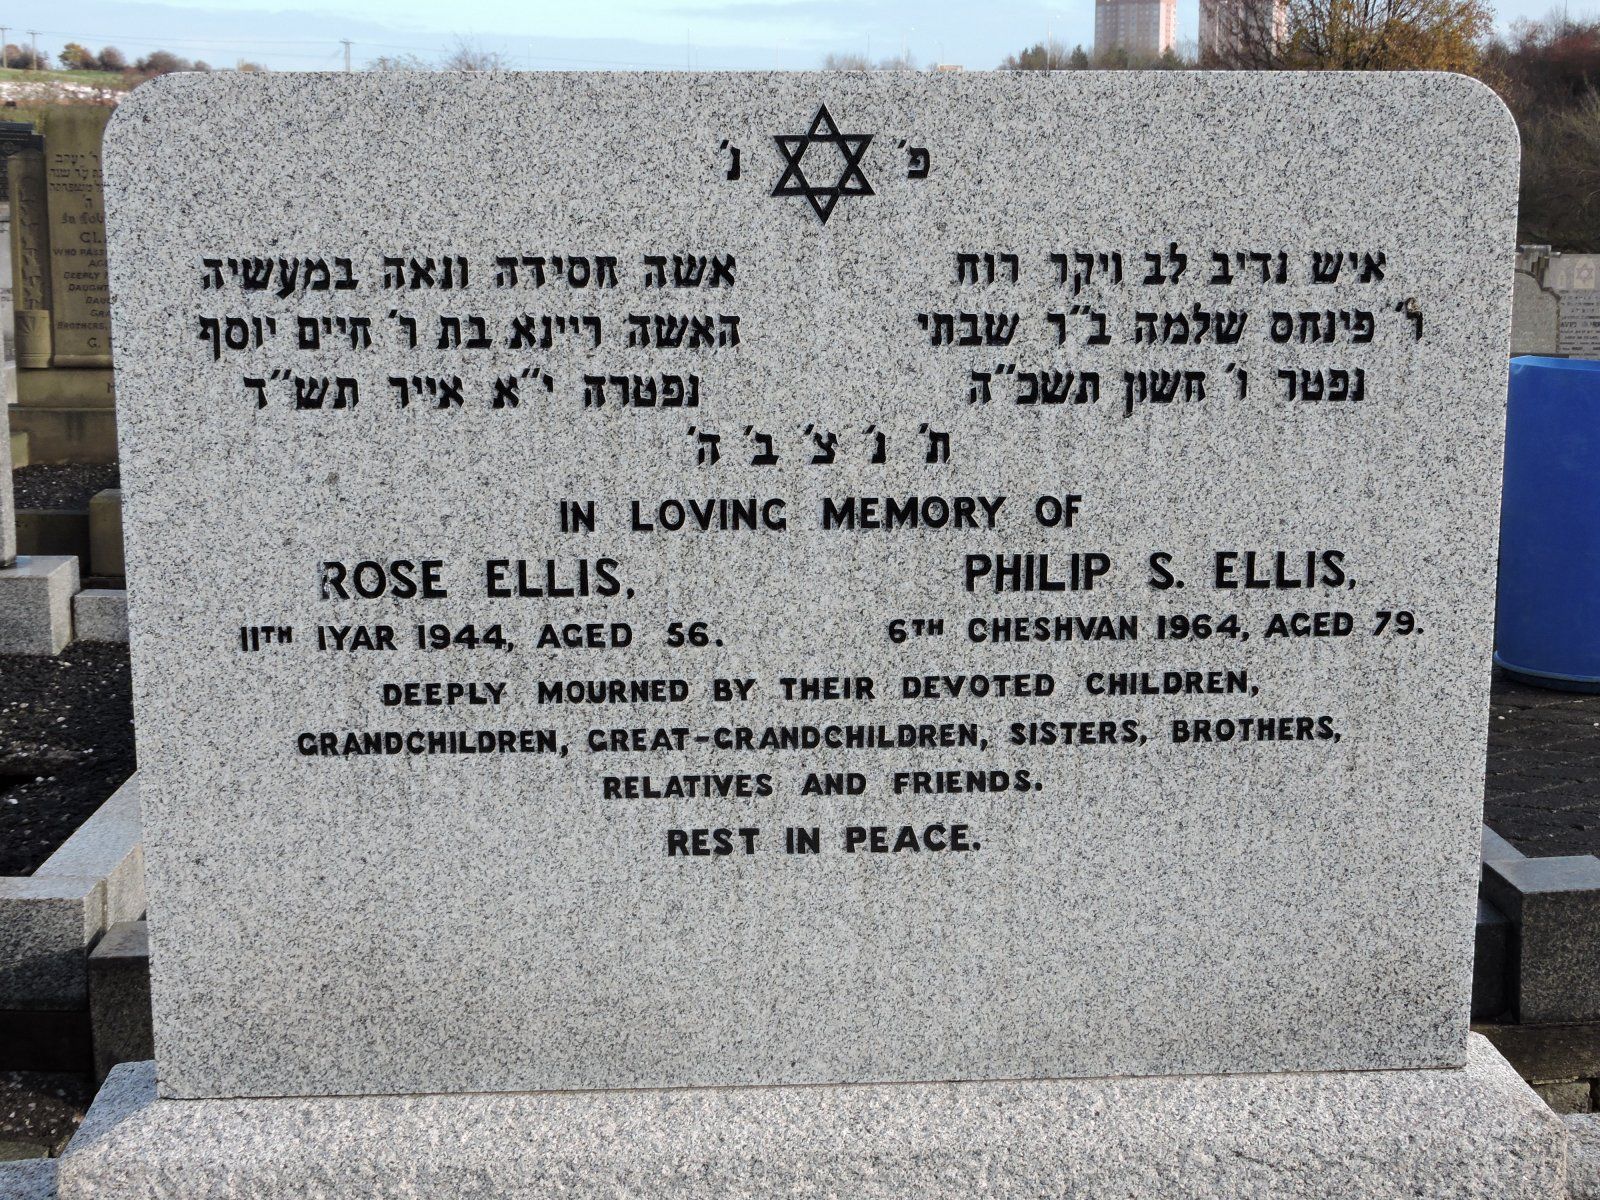 פ׳ נ׳
איש נדיב לב ויקר רוח
ר׳ פינחס שלמה ב״ר שבתי
נפטר ו׳ חשון תשכ״ה
אשה חסידה ונאה במעשיה
האשה ריינא בת ר׳ חיים יוסף
נפטרה י״א אייר תש״ד
ת׳ נ׳ צ׳ ב׳ ה׳
IN LOVING MEMORY OF
ROSE ELLIS,
11TH IYAR 1944, AGED 56.
PHILIP S. ELLIS,
6TH CHESHVAN 1964, AGED 79.
DEEPLY MOURNED BY THEIR DEVOTED CHILDREN,
GRANDCHILDREN, GREAT-GRANDCHILDREN, SISTERS, BROTHERS,
RELATIVES AND FRIENDS.
REST IN PEACE.